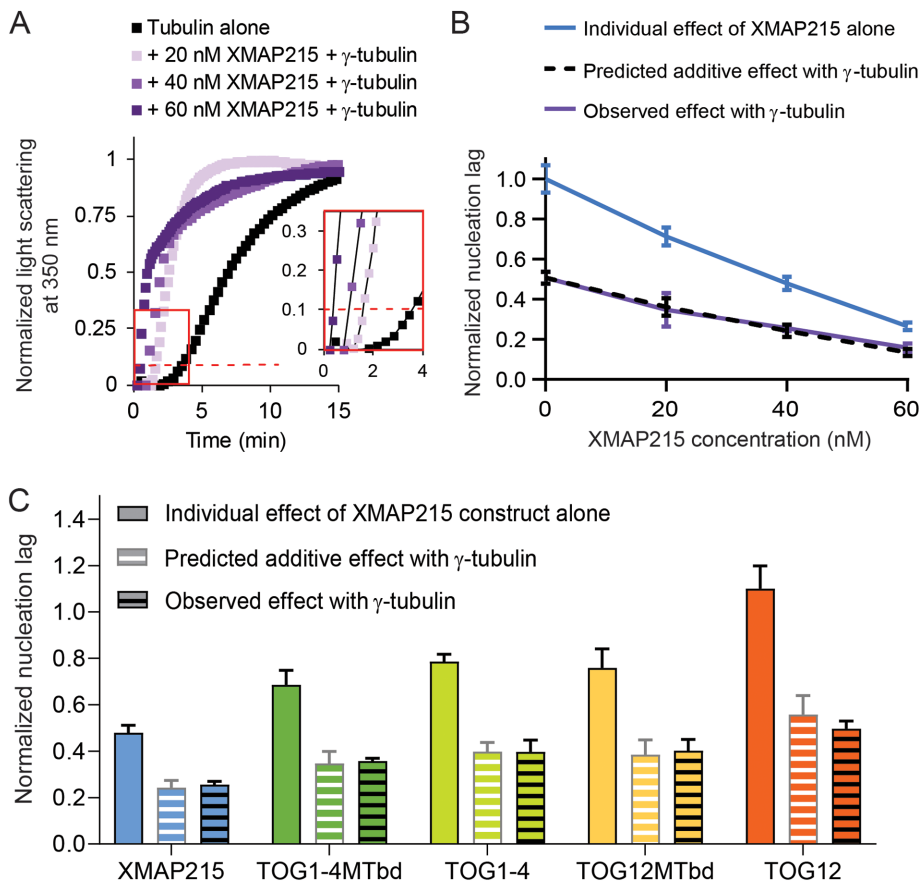 A
Tubulin alone
+ 20 nM XMAP215 + γ-tubulin
+ 40 nM XMAP215 + γ-tubulin
+ 60 nM XMAP215 + γ-tubulin
Normalized light scattering
at 350 nm
1
0.75
0.5
0.25
0
0
5
10
15
Time (min)
0.3
0.2
0.1
0
0
2
4
B
Individual effect of XMAP215 alone
Predicted additive effect with γ-tubulin
Observed effect with γ-tubulin
Normalized nucleation lag
1.0
0.8
0.6
0.4
0.2
0.0
0
20
40
60
XMAP215 concentration (nM)
C
Individual effect of XMAP215 construct alone
Predicted additive effect with γ-tubulin
Observed effect with γ-tubulin
Normalized nucleation lag
1.4
1.2
1.0
0.8
0.6
0.4
0.2
0.0
XMAP215
TOG1-4MTbd
TOG1-4
TOG12MTbd
TOG12